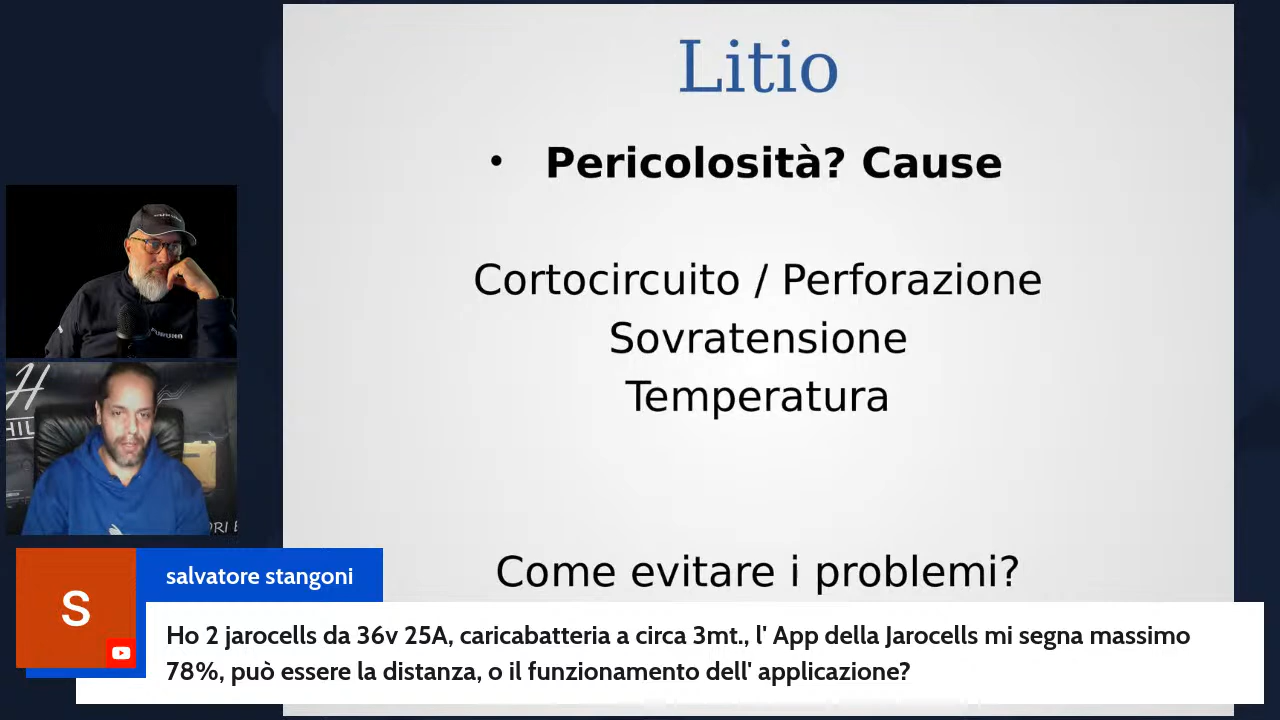 Litio
• Pericolosità? Cause
Cortocircuito / Perforazione
Sovratensione
Temperatura
Come evitare i problemi?
S
salvatore stangoni
Ho 2 jarocells da 36v 25A, caricabatteria a circa 3mt., l' App della Jarocells mi segna massimo
78%, può essere la distanza, o il funzionamento dell' applicazione?